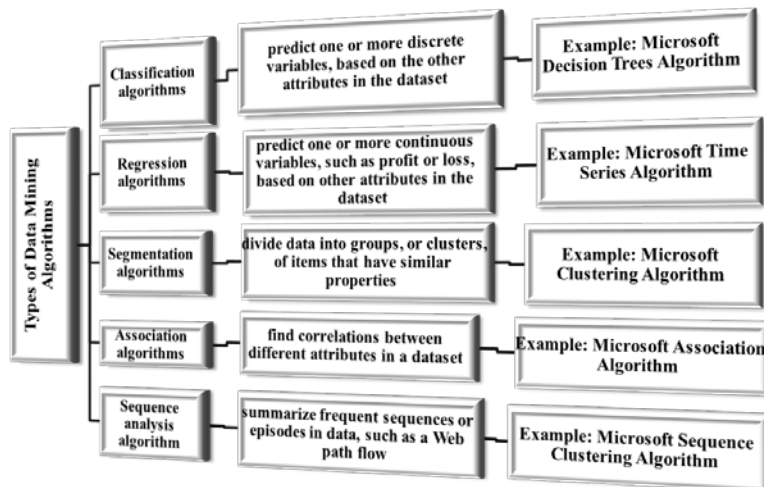 Types of Data Mining
Algorithms
Classification
algorithms
predict one or more discrete
variables, based on the other
attributes in the dataset
Example: Microsoft
Decision Trees Algorithm
Regression
algorithms
predict one or more continuous
variables, such as profit or loss,
based on other attributes in the
dataset
Example: Microsoft Time
Series Algorithm
Segmentation
algorithms
divide data into groups, or clusters,
of items that have similar
properties
Example: Microsoft
Clustering Algorithm
Association
algorithms
find correlations between
different attributes in a dataset
Example: Microsoft Association
Algorithm
Sequence
analysis
algorithm
summarize frequent sequences or
episodes in data, such as a Web
path flow
Example: Microsoft Sequence
Clustering Algorithm